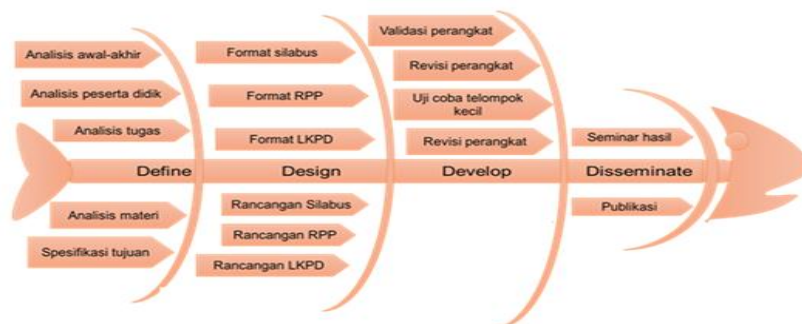 Analisis awal-akhir
Analisis peserta didik
Analisis tugas
Define
Analisis materi
Spesifikasi tujuan
Format silabus
Format RPP
Format LKPD
Design
Rancangan Silabus
Rancangan RPP
Rancangan LKPD
Validasi perangkat
Revisi perangkat
Uji coba telompok
kecil
Revisi perangkat
Develop
Seminar hasil
Disseminate
Publikasi